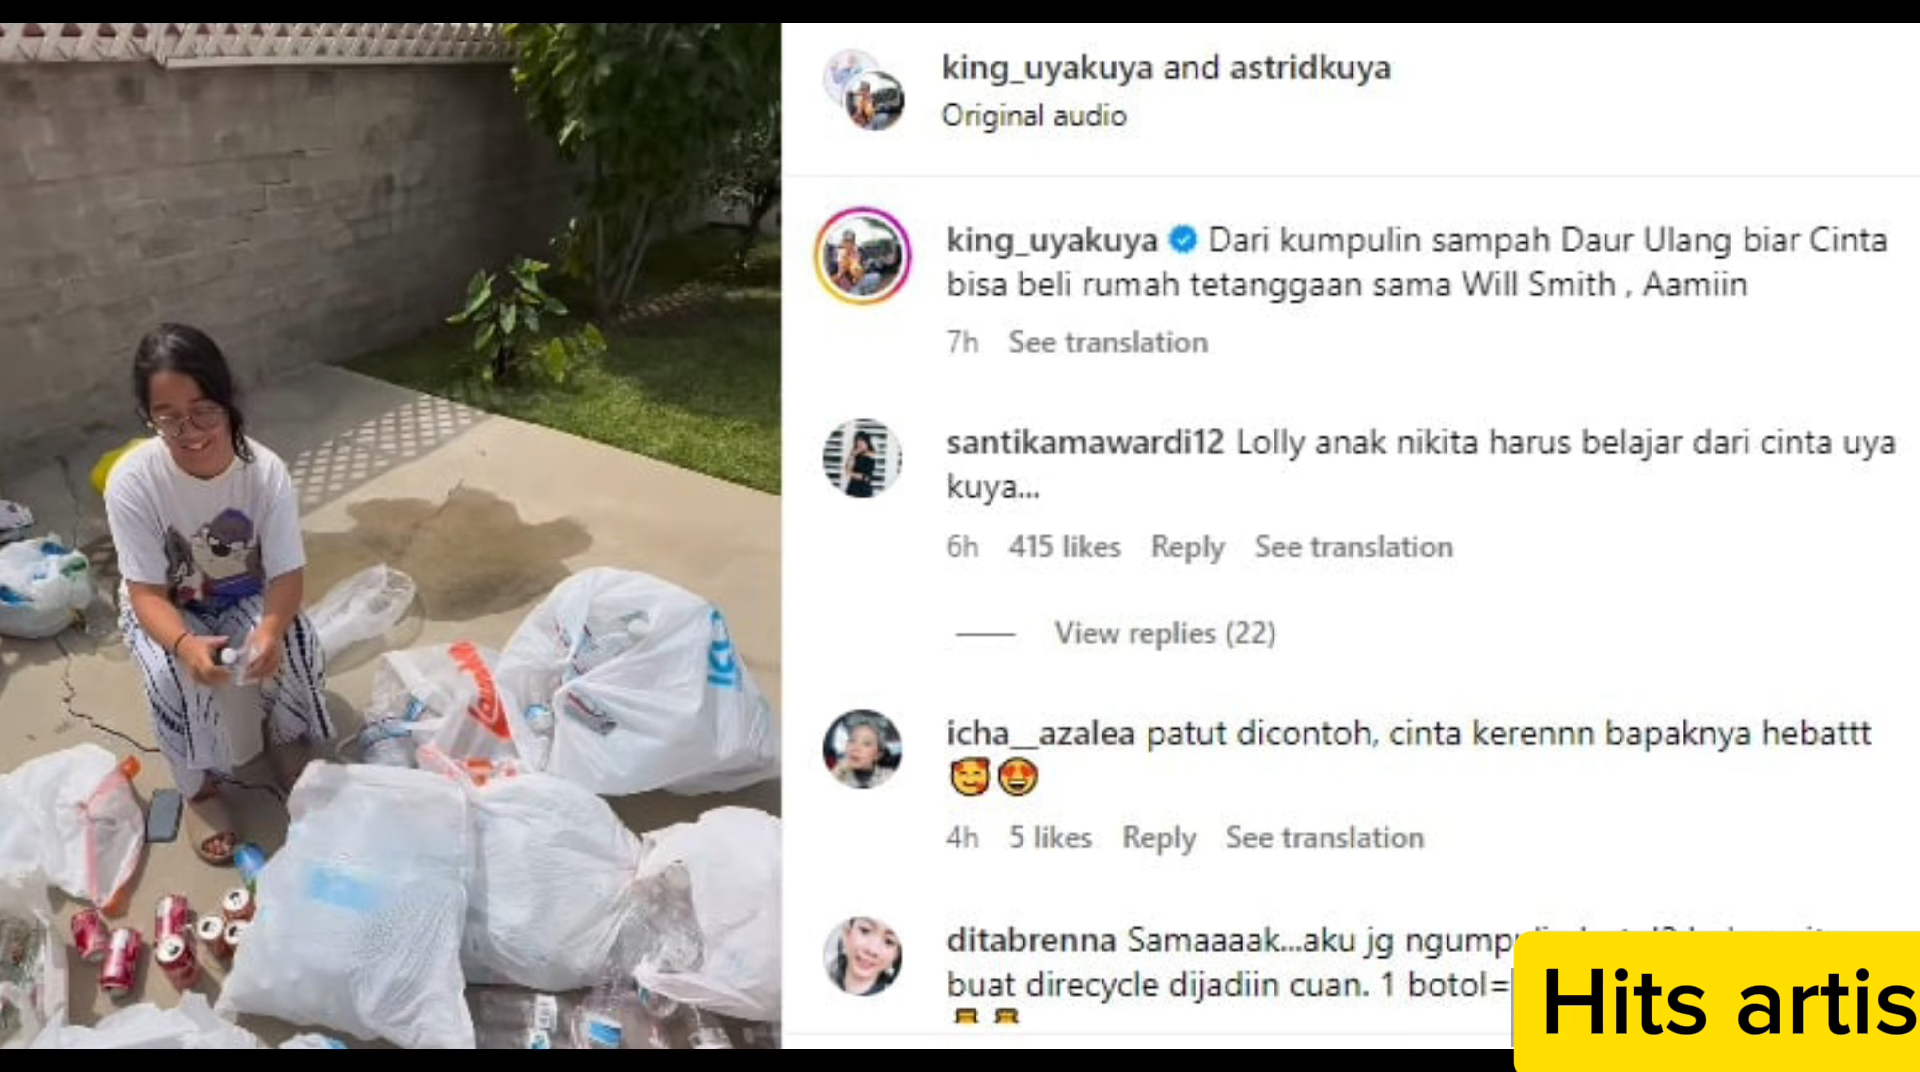 king_uyakuya and astridkuya
Original audio
king_uyakuya Dari kumpulin sampah Daur Ulang biar Cinta
bisa beli rumah tetanggaan sama Will Smith , Aamiin
7h See translation
santikamawardi12 Lolly anak nikita harus belajar dari cinta uya
kuya...
6h 415 likes Reply See translation
View replies (22)
icha__azalea patut dicontoh, cinta kerennn bapaknya hebattt
🥰😍
4h 5 likes Reply See translation
ditabrenna Samaaaak...aku jg
buat direcycle dijadiin cuan. 1 botol=
Hits artis